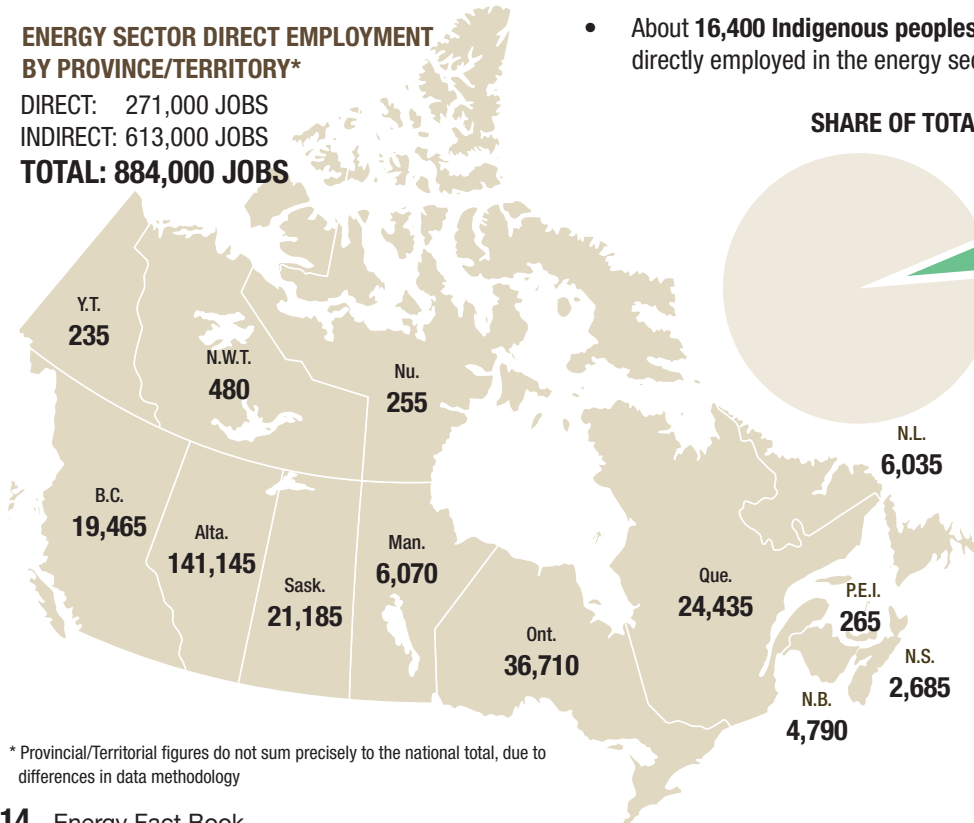 ENERGY SECTOR DIRECT EMPLOYMENT
BY PROVINCE/TERRITORY*
DIRECT: 271,000 JOBS
INDIRECT: 613,000 JOBS
TOTAL: 884,000 JOBS
• About 16,400 Indigenous peoples
directly employed in the energy
SHARE OF
Y.T.
235
N.W.T.
480
Nu.
255
B.C.
19,465
Alta.
141,145
Sask.
21,185
Man.
6,070
Ont.
36,710
Que.
24,435
N.L.
6,035
P.E.I.
265
N.S.
2,685
N.B.
4,790
* Provincial/Territorial figures do not sum precisely to the national total, due to
differences in data methodology
14 Energy Fact Book